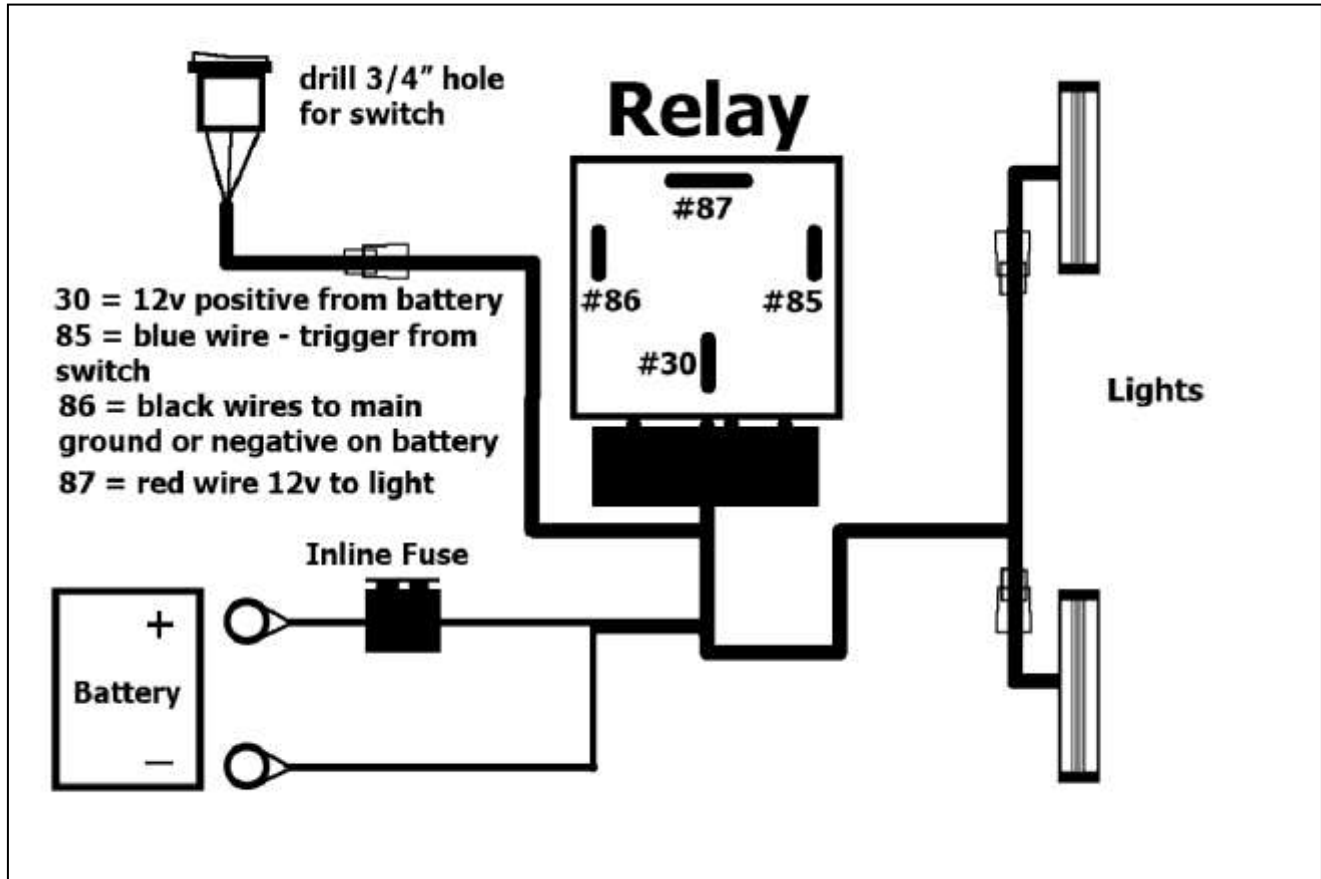 drill 3/4" hole
for switch
Relay
#87
#86
#85
#30
30 = 12v positive from battery
85 = blue wire - trigger from
switch
86 = black wires to main
ground or negative on battery
87 = red wire 12v to light
Lights
Inline Fuse
+
Battery
–